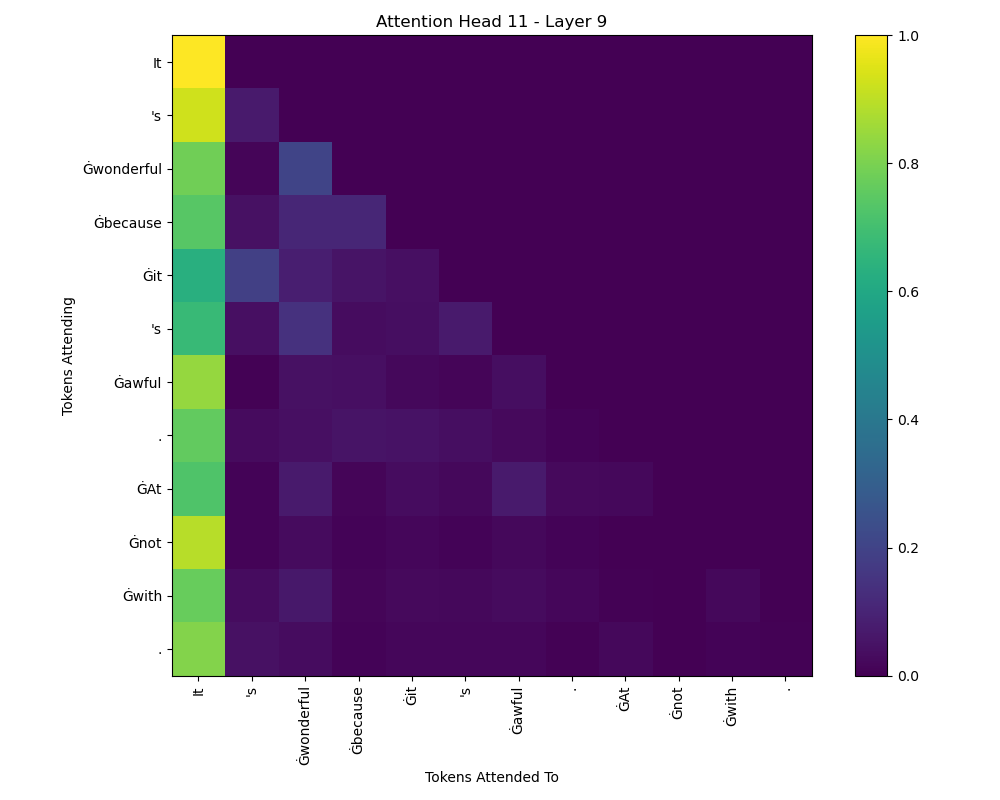 Attention Head 11 - Layer 9
Tokens Attending
It
's
Ġwonderful
Ġbecause
Ġit
's
Ġawful
.
ĠAt
Ġnot
Ġwith
.
It
's
Ġwonderful
Ġbecause
Ġit
's
Ġawful
.
ĠAt
Ġnot
Ġwith
.
Tokens Attended To
1.0
0.8
0.6
0.4
0.2
0.0